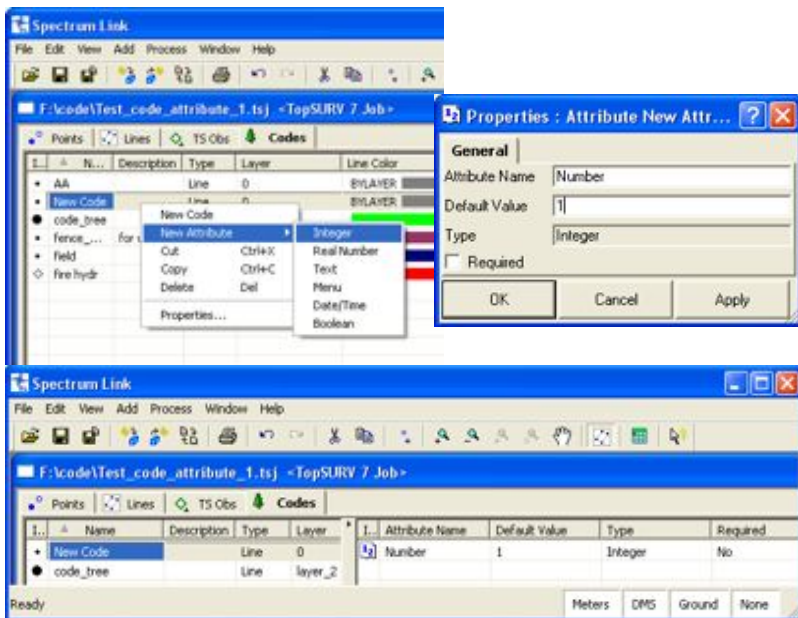 Spectrum Link
File Edit View Add Process Window Help
F:\code\Test_code_attribute_1.tsj <TopSURV 7 Job>
Points Lines TS Obs Codes
I... N... Description Type Layer Line Color
AA Line 0 BYLAYER
New Code Line 0 BYLAYER
code_tree
fence_... for u
field
fire hydr
New Code
New Attribute
Cut Ctrl+X
Copy Ctrl+C
Delete Del
Properties...
Integer
Real Number
Text
Menu
Date/Time
Boolean
Properties : Attribute New Attr...
General
Attribute Name Number
Default Value 1
Type Integer
Required
OK Cancel Apply
Spectrum Link
File Edit View Add Process Window Help
F:\code\Test_code_attribute_1.tsj <TopSURV 7 Job>
Points Lines TS Obs Codes
I... Name Description Type Layer I... Attribute Name Default Value Type Required
New Code Line 0 Number 1 Integer No
code_tree Line layer_2
Ready Meters DMS Ground None